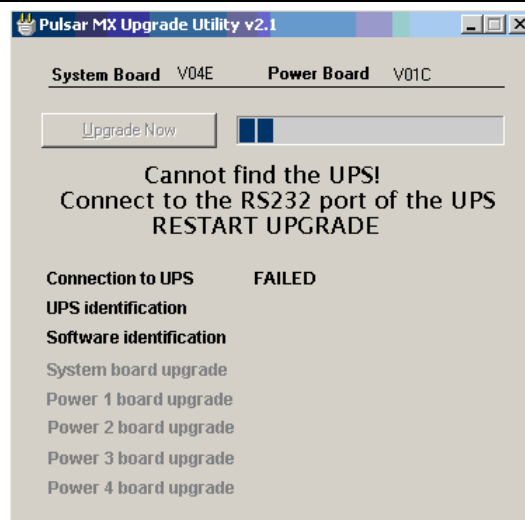 Pulsar MX Upgrade Utility v2.1
System Board V04E Power Board V01C
Upgrade Now
Cannot find the UPS!
Connect to the RS232 port of the UPS
RESTART UPGRADE
Connection to UPS FAILED
UPS identification
Software identification
System board upgrade
Power 1 board upgrade
Power 2 board upgrade
Power 3 board upgrade
Power 4 board upgrade